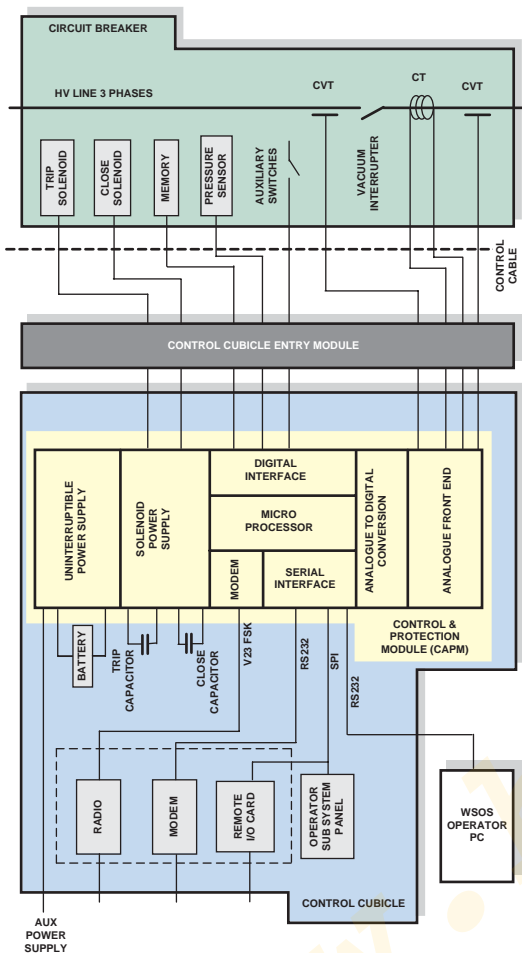 CIRCUIT BREAKER
HV LINE 3 PHASES
CVT
CT
CVT
TRIP
SOLENOID
CLOSE
SOLENOID
MEMORY
PRESSURE
SENSOR
AUXILIARY
SWITCHES
VACUUM
INTERRUPTER
CONTROL
CABLE
CONTROL CUBICLE ENTRY MODULE
UNINTERRUPTIBLE
POWER SUPPLY
SOLENOID
POWER
SUPPLY
DIGITAL
INTERFACE
MICRO
PROCESSOR
MODEM
SERIAL
INTERFACE
ANALOGUE TO DIGITAL
CONVERSION
ANALOGUE FRONT END
CONTROL &
PROTECTION
MODULE (CAPM)
BATTERY
TRIP
CAPACITOR
CLOSE
CAPACITOR
V23 FSK
RS232
SPI
RS232
RADIO
MODEM
REMOTE
I/O CARD
OPERATOR
SUB SYSTEM
PANEL
WSOS
OPERATOR
PC
CONTROL CUBICLE
AUX
POWER
SUPPLY